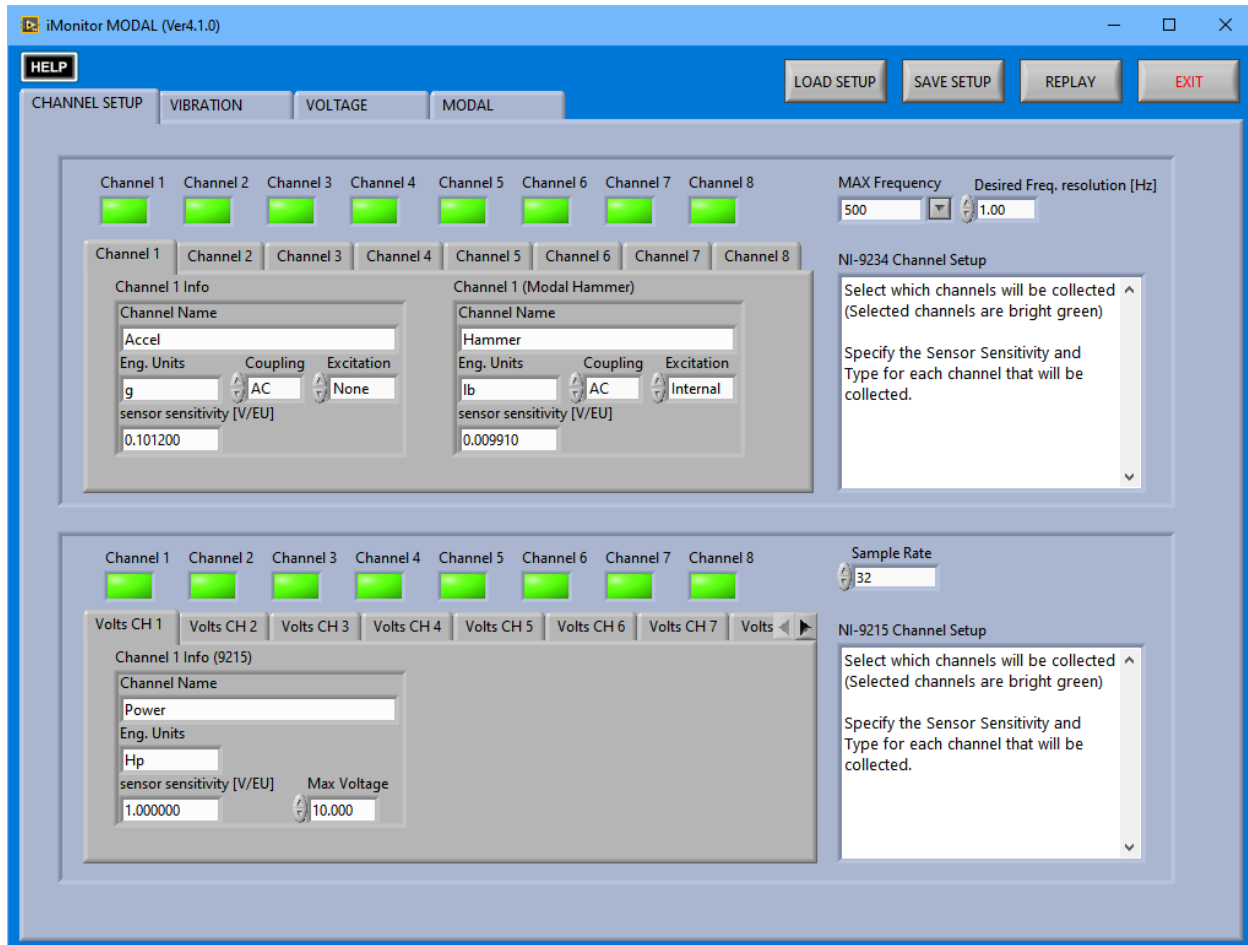 iMonitor MODAL (Ver4.1.0)
HELP
LOAD SETUP SAVE SETUP REPLAY EXIT
CHANNEL SETUP VIBRATION VOLTAGE MODAL
Channel 1 Channel 2 Channel 3 Channel 4 Channel 5 Channel 6 Channel 7 Channel 8
MAX Frequency Desired Freq. resolution [Hz]
500 1.00
Channel 1 Channel 2 Channel 3 Channel 4 Channel 5 Channel 6 Channel 7 Channel 8
Channel 1 Info
Channel Name
Accel
Eng. Units Coupling Excitation
g AC None
sensor sensitivity [V/EU]
0.101200
Channel 1 (Modal Hammer)
Channel Name
Hammer
Eng. Units Coupling Excitation
lb AC Internal
sensor sensitivity [V/EU]
0.009910
NI-9234 Channel Setup
Select which channels will be collected
(Selected channels are bright green)
Specify the Sensor Sensitivity and
Type for each channel that will be
collected.
Channel 1 Channel 2 Channel 3 Channel 4 Channel 5 Channel 6 Channel 7 Channel 8
Sample Rate
32
Volts CH 1 Volts CH 2 Volts CH 3 Volts CH 4 Volts CH 5 Volts CH 6 Volts CH 7 Volts
Channel 1 Info (9215)
Channel Name
Power
Eng. Units
Hp
sensor sensitivity [V/EU] Max Voltage
1.000000 10.000
NI-9215 Channel Setup
Select which channels will be collected
(Selected channels are bright green)
Specify the Sensor Sensitivity and
Type for each channel that will be
collected.